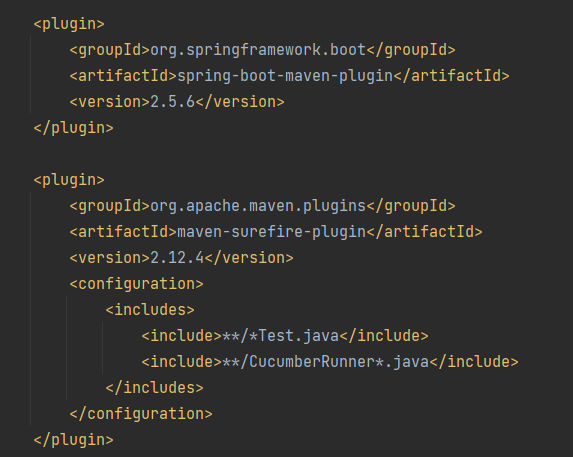 <plugin>
<groupId>org.springframework.boot</groupId>
<artifactId>spring-boot-maven-plugin</artifactId>
<version>2.5.6</version>
</plugin>
<plugin>
<groupId>org.apache.maven.plugins</groupId>
<artifactId>maven-surefire-plugin</artifactId>
<version>2.12.4</version>
<configuration>
<includes>
<include>**/*Test.java</include>
<include>**/CucumberRunner*.java</include>
</includes>
</configuration>
</plugin>